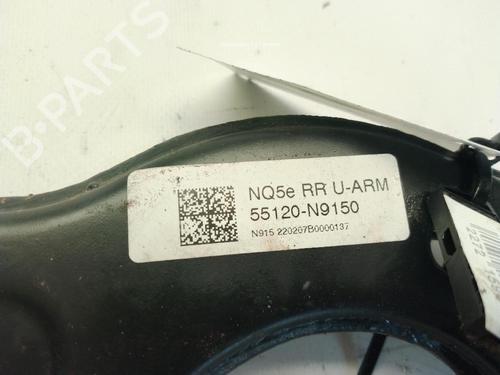 B-PARTS
NQ5e RR U-ARM
55120-N9150
N915 220207B0000137